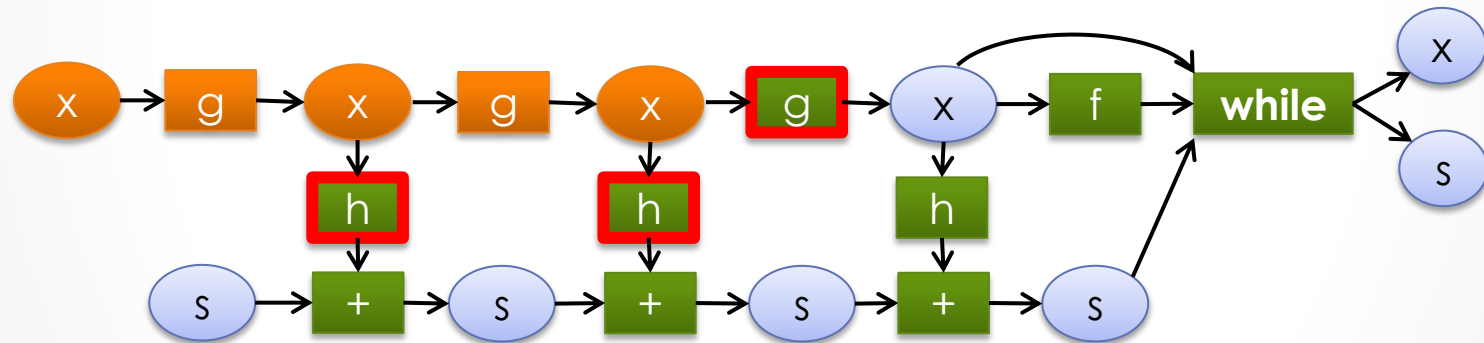 x
x g x g x g x f while
s
h h h
s + s + s + s